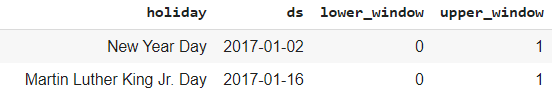 holiday ds lower_window upper_window
New Year Day 2017-01-02 0 1
Martin Luther King Jr. Day 2017-01-16 0 1